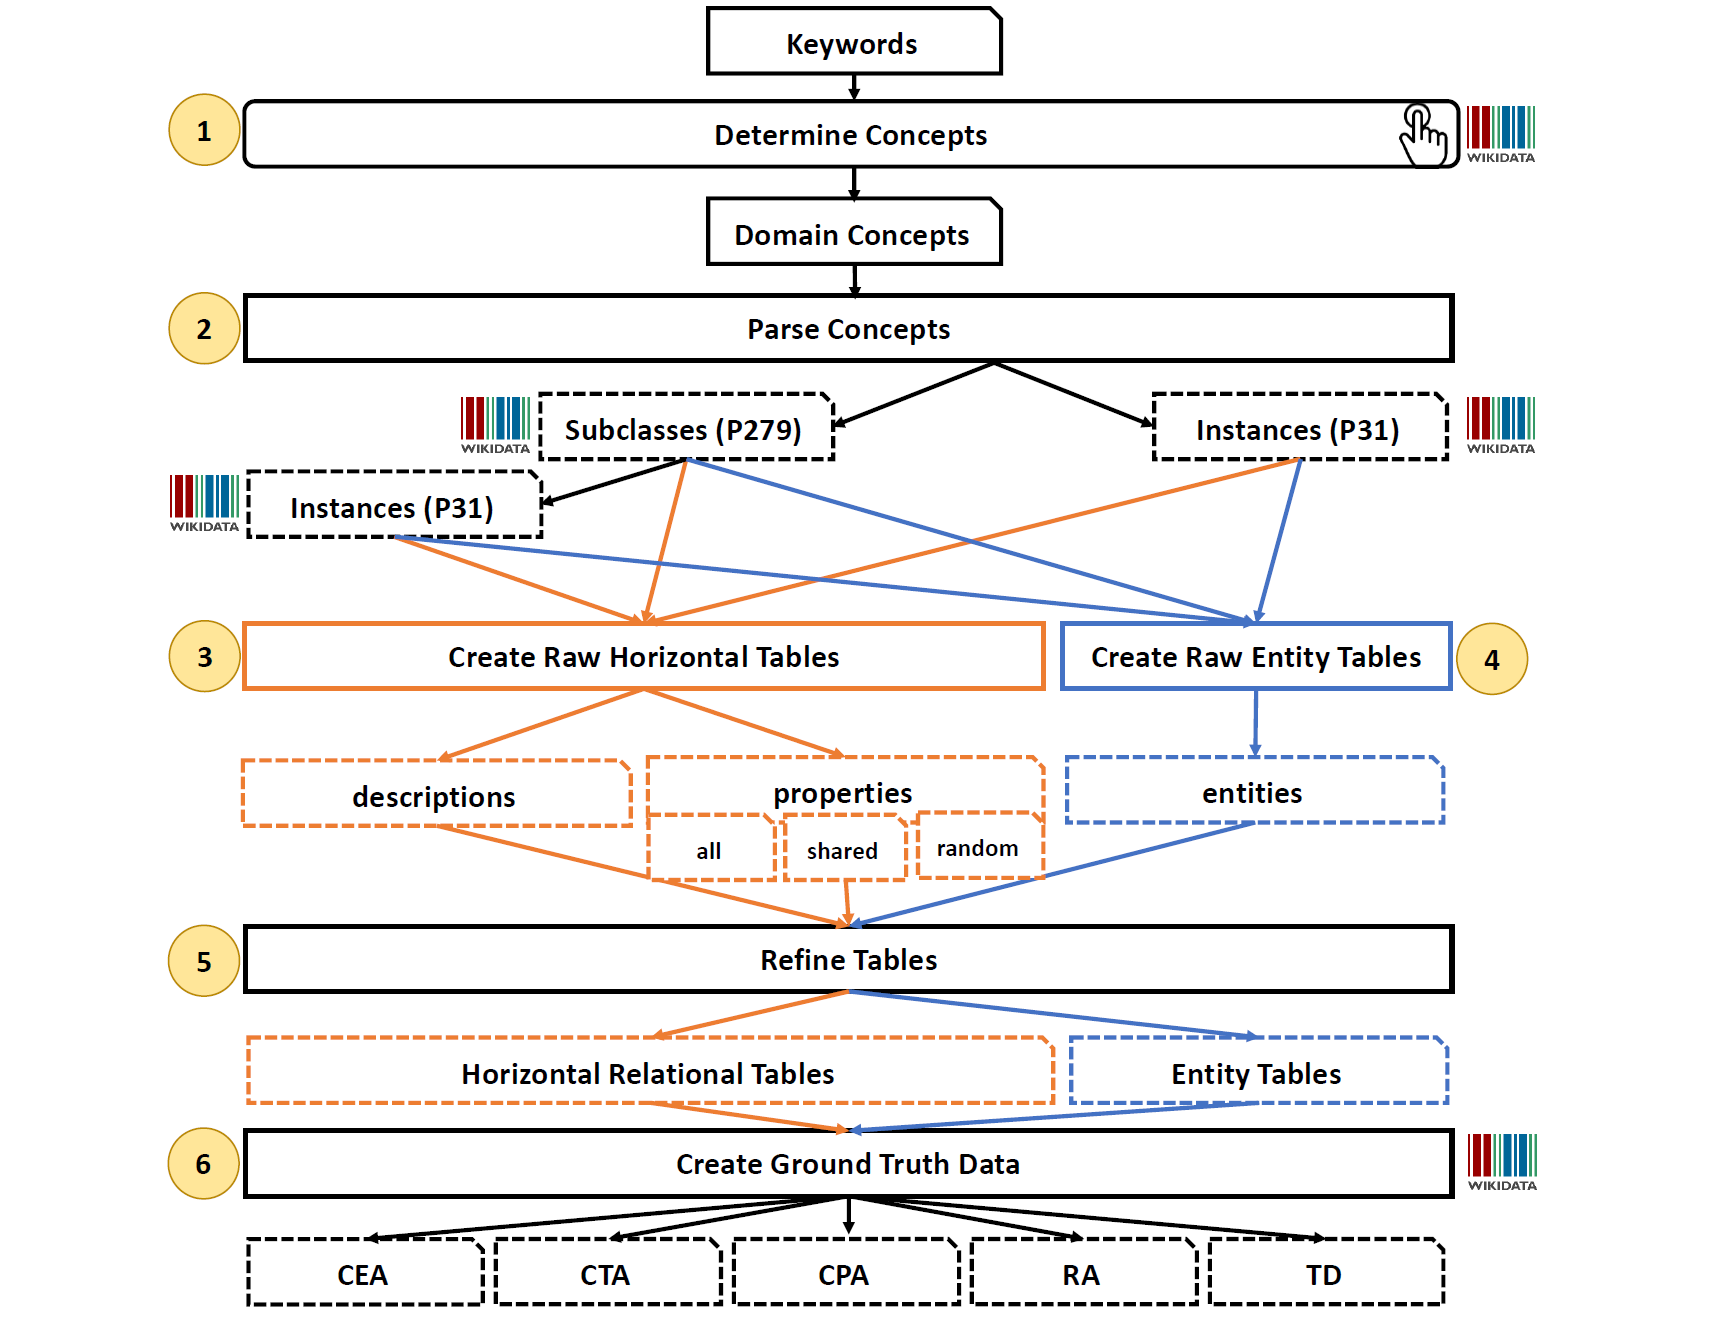 Keywords
1
Determine Concepts
WIKIDATA
Domain Concepts
2
Parse Concepts
WIKIDATA
Subclasses (P279)
Instances (P31)
WIKIDATA
WIKIDATA
Instances (P31)
3
Create Raw Horizontal Tables
Create Raw Entity Tables
4
descriptions
properties
entities
all
shared
random
5
Refine Tables
Horizontal Relational Tables
Entity Tables
6
Create Ground Truth Data
WIKIDATA
CEA
CTA
CPA
RA
TD